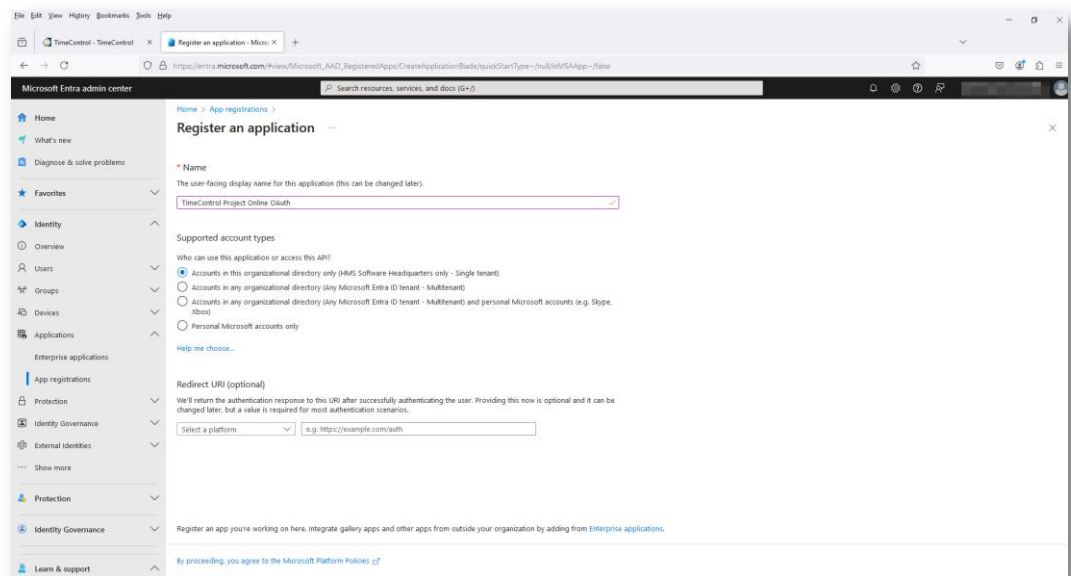 File Edit View History Bookmarks Tools Help
TimeControl - TimeControl
Register an application - Micro
https://entra.microsoft.com/#view/Microsoft_AAD_RegisteredApps/CreateApplicationBlade/quickStartType~/null/isMSAApp~/false
Microsoft Entra admin center
Search resources, services, and docs (G+/)
Home
What's new
Diagnose & solve problems
Favorites
Identity
Overview
Users
Groups
Devices
Applications
Enterprise applications
App registrations
Protection
Identity Governance
External Identities
Show more
Protection
Identity Governance
Learn & support
Home > App registrations >
Register an application
* Name
The user-facing display name for this application (this can be changed later).
TimeControl Project Online OAuth
Supported account types
Who can use this application or access this API?
Accounts in this organizational directory only (HMS Software Headquarters only - Single tenant)
Accounts in any organizational directory (Any Microsoft Entra ID tenant - Multitenant)
Accounts in any organizational directory (Any Microsoft Entra ID tenant - Multitenant) and personal Microsoft accounts (e.g. Skype,
Xbox)
Personal Microsoft accounts only
Help me choose...
Redirect URI (optional)
We'll return the authentication response to this URI after successfully authenticating the user. Providing this now is optional and it can be
changed later, but a value is required for most authentication scenarios.
Select a platform
e.g. https://example.com/auth
Register an app you're working on here. Integrate gallery apps and other apps from outside your organization by adding from Enterprise applications.
By proceeding, you agree to the Microsoft Platform Policies